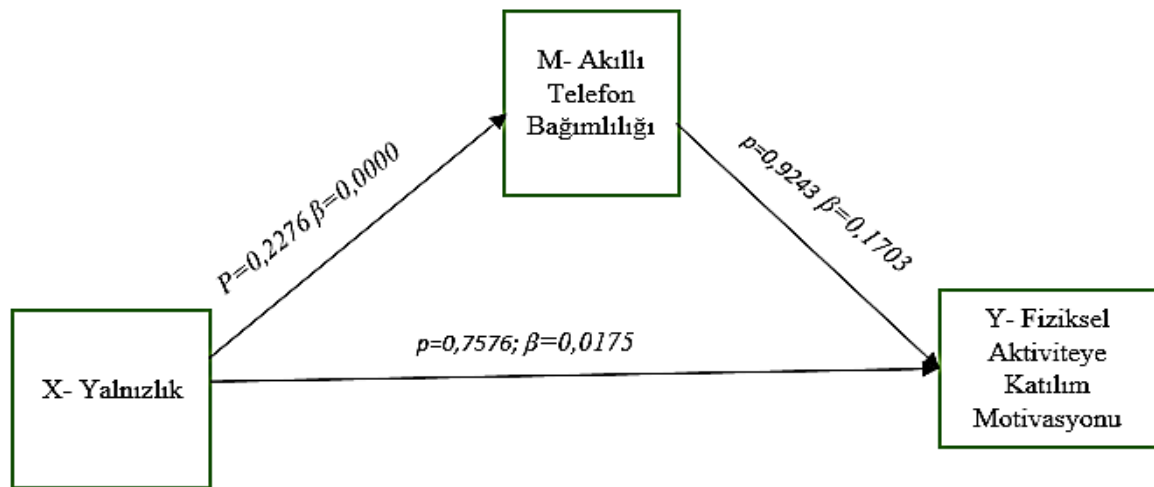 M- Akıllı
Telefon
Bağımlılığı
P=0,2276 β=0,0000
p=0,9243 β=0,1703
p=0,7576; β=0,0175
X- Yalnızlık
Y- Fiziksel
Aktiviteye
Katılım
Motivasyonu